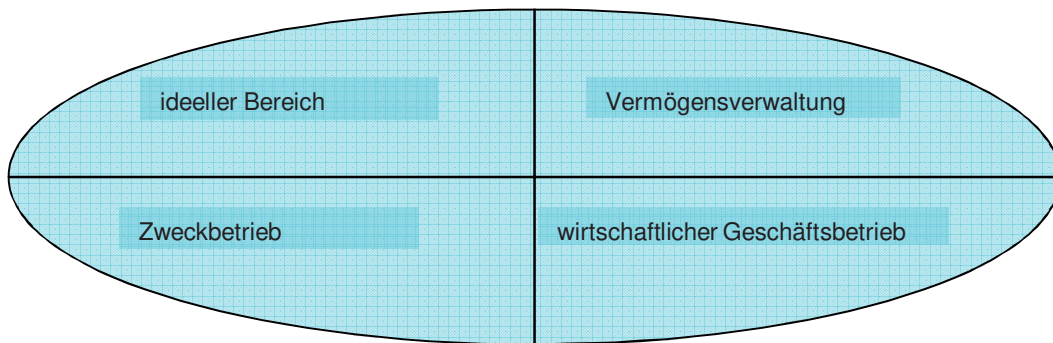 ideeller Bereich
Vermögensverwaltung
Zweckbetrieb
wirtschaftlicher Geschäftsbetrieb